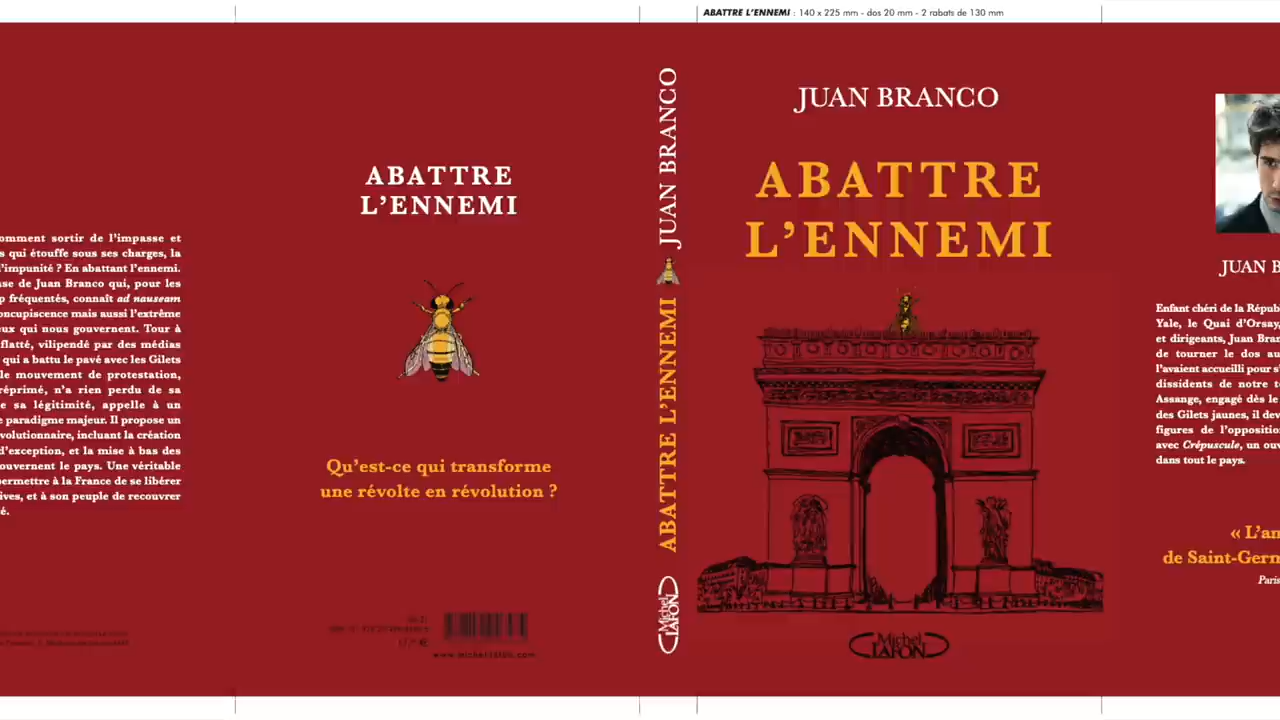 ABATTRE L'ENNEMI : 140 x 225 mm - dos 20 mm - 2 rabats de 130 mm
omment sortir de l'impasse et
s qui étouffe sous ses charges, la
l'impunité ? En abattant l'ennemi.
se de Juan Branco qui, pour les
p fréquentés, connaît ad nauseam
oncupiscence mais aussi l'extrême
eux qui nous gouvernent. Tour à
flatté, vilipendé par des médias
qui a battu le pavé avec les Gilets
le mouvement de protestation,
réprimé, n'a rien perdu de sa
e sa légitimité, appelle à un
e paradigme majeur. Il propose un
volutionnaire, incluant la création
d'exception, et la mise à bas des
ouvernent le pays. Une véritable
permettre à la France de se libérer
ives, et à son peuple de recouvrer
é.
ABATTRE
L'ENNEMI
Qu'est-ce qui transforme
une révolte en révolution ?
www.michel-lafon.com
JUAN BRANCO
ABATTRE L'ENNEMI
Michel
LAFON
JUAN BRANCO
ABATTRE
L'ENNEMI
Michel
LAFON
JUAN B
Enfant chéri de la Répub
Yale, le Quai d'Orsay,
et dirigeants, Juan Bran
de tourner le dos au
l'avaient accueilli pour s'
dissidents de notre t
Assange, engagé dès le
des Gilets jaunes, il dev
figures de l'opposition
avec Crépuscule, un ouv
dans tout le pays.
« L'an
de Saint-Germ
Paris